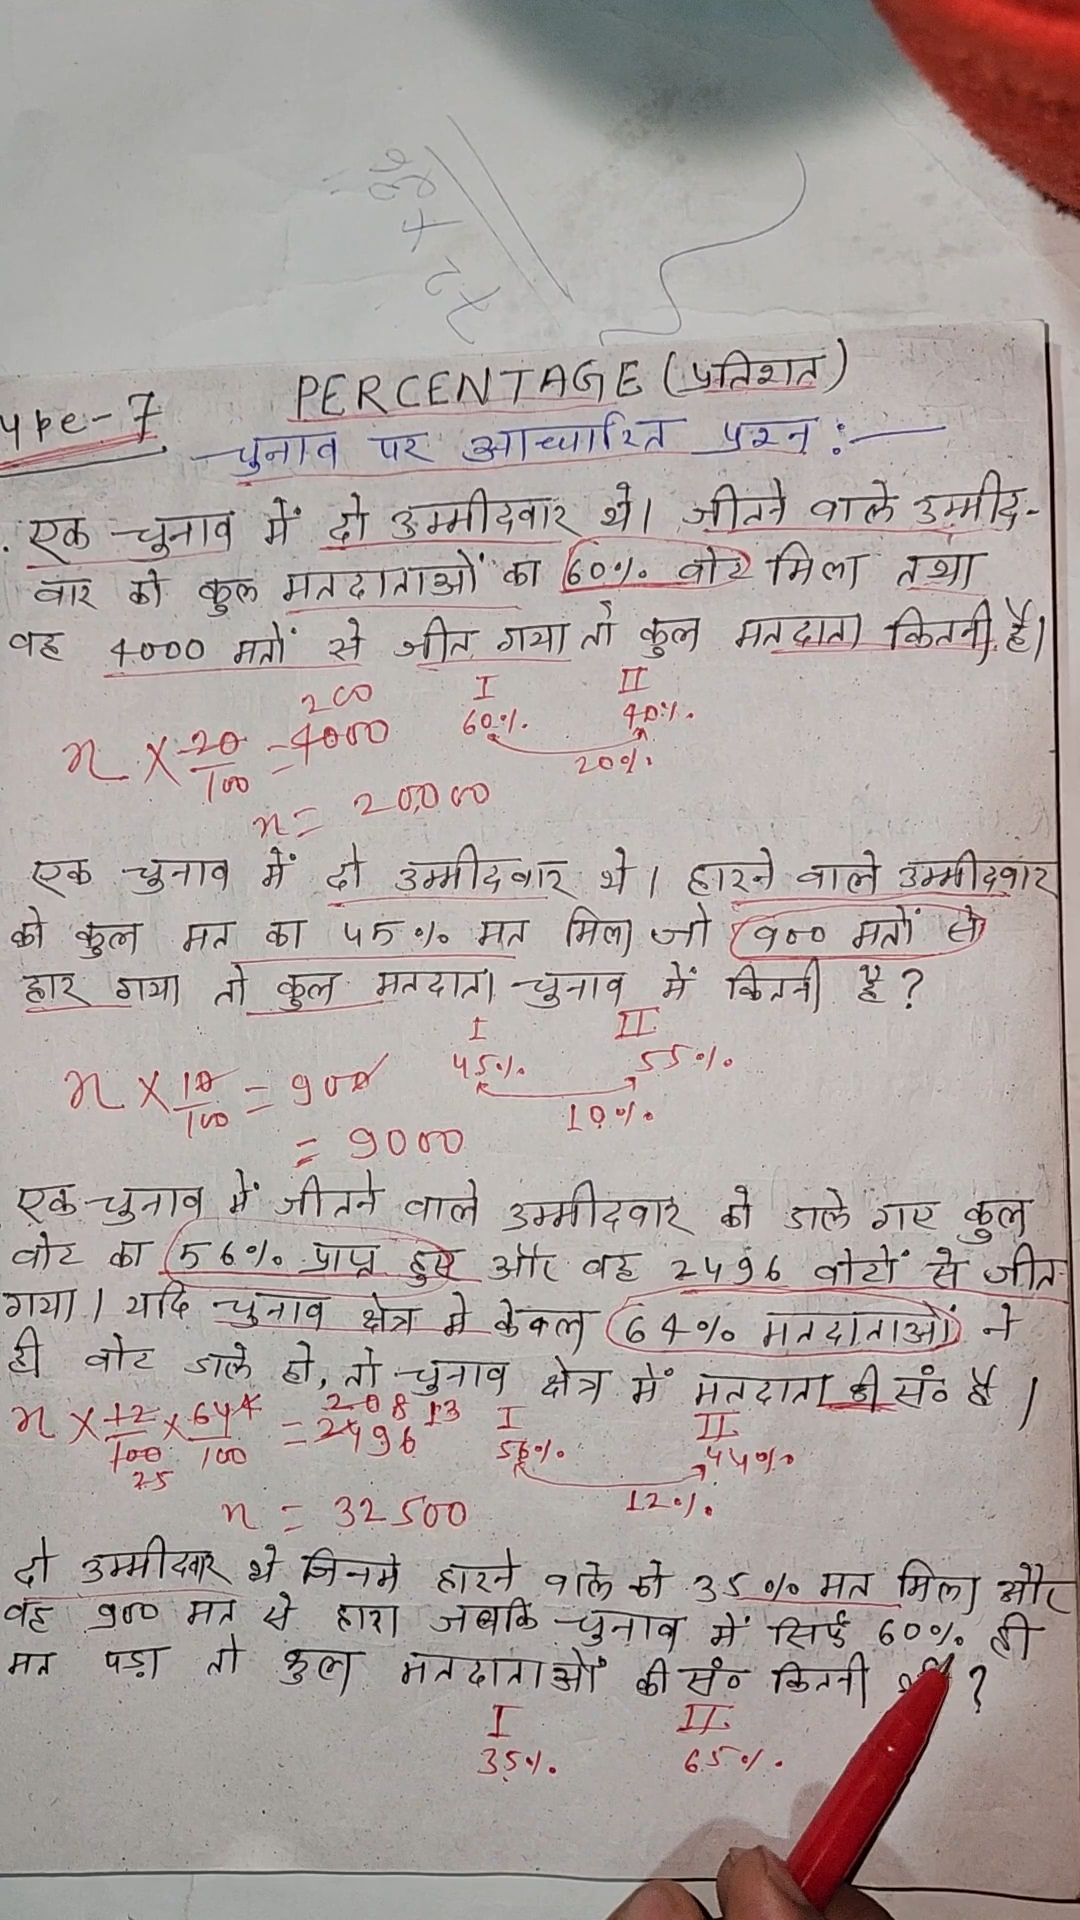 PERCENTAGE (प्रतिशत)
ype-7
चुनाव पर आधारित प्रश्न :—
. एक चुनाव में दो उम्मीदवार थे। जीतने वाले उम्मीद-
वार को कुल मतदाताओं का 60% वोट मिला तथा
वह 4000 मतों से जीत गया तो कुल मतदाता कितनी है।
200 I II
n × 20/100 = 4000 60% 40%
20%
n = 20,000
एक चुनाव में दो उम्मीदवार थे। हारने वाले उम्मीदवार
को कुल मत का 45% मत मिला जो 900 मतों से
हार गया तो कुल मतदाता चुनाव में कितनी है?
I II
n × 10/100 = 900 45% 55%
10%
= 9000
एक चुनाव में जीतने वाले उम्मीदवार को डाले गए कुल
वोट का 56% प्राप्त हुए और वह 2496 वोटों से जीत
गया। यदि चुनाव क्षेत्र मे केवल 64% मतदाताओं ने
ही वोट डाले हो, तो चुनाव क्षेत्र में मतदाता की सं० है।
208 13 I II
n × 12/100 × 64/100 = 2496 56% 44%
4
25 12%
n = 32500
दो उम्मीदवार थे जिनमे हारने वाले को 35% मत मिला और
वह 900 मत से हारा जबकि चुनाव में सिर्फ 60% ही
मत पड़ा तो कुल मतदाताओं की सं० कितनी ?
I II
35% 65%